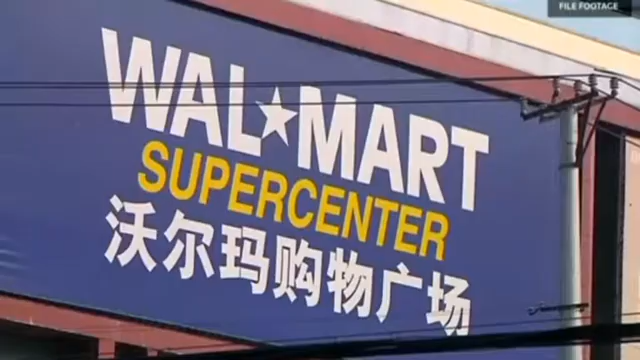 FILE FOOTAGE
WAL★MART
SUPERCENTER
沃尔玛购物广场